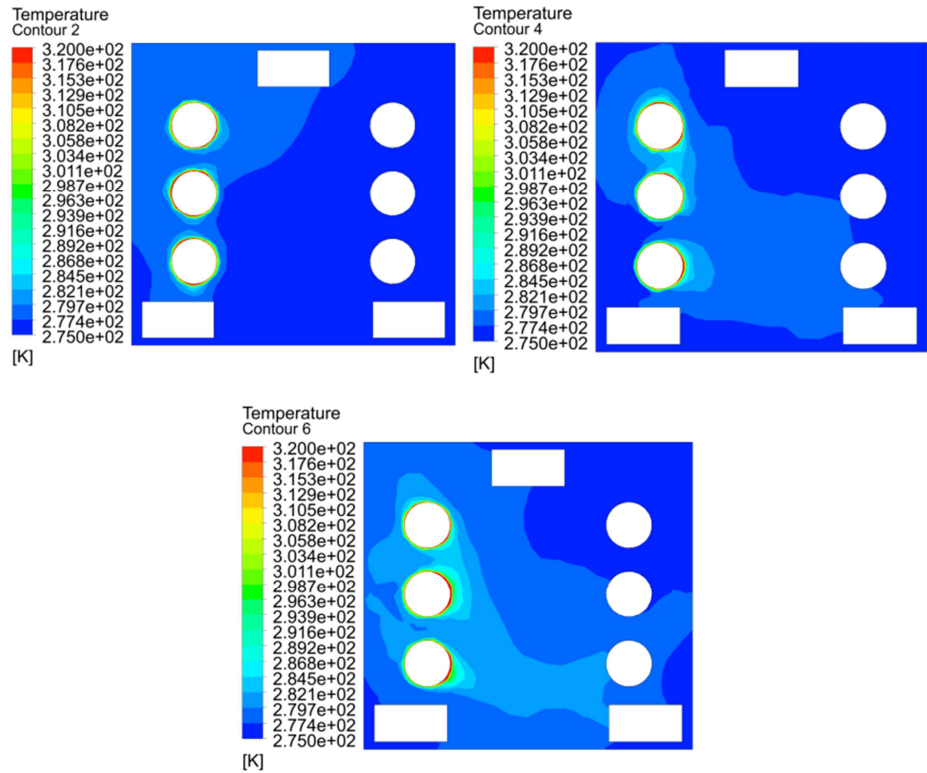 Temperature
Contour 2
3.200e+02
3.176e+02
3.153e+02
3.129e+02
3.105e+02
3.082e+02
3.058e+02
3.034e+02
3.011e+02
2.987e+02
2.963e+02
2.939e+02
2.916e+02
2.892e+02
2.868e+02
2.845e+02
2.821e+02
2.797e+02
2.774e+02
2.750e+02
[K]
Temperature
Contour 4
3.200e+02
3.176e+02
3.153e+02
3.129e+02
3.105e+02
3.082e+02
3.058e+02
3.034e+02
3.011e+02
2.987e+02
2.963e+02
2.939e+02
2.916e+02
2.892e+02
2.868e+02
2.845e+02
2.821e+02
2.797e+02
2.774e+02
2.750e+02
[K]
Temperature
Contour 6
3.200e+02
3.176e+02
3.153e+02
3.129e+02
3.105e+02
3.082e+02
3.058e+02
3.034e+02
3.011e+02
2.987e+02
2.963e+02
2.939e+02
2.916e+02
2.892e+02
2.868e+02
2.821e+02
2.797e+02
2.774e+02
2.750e+02
[K]